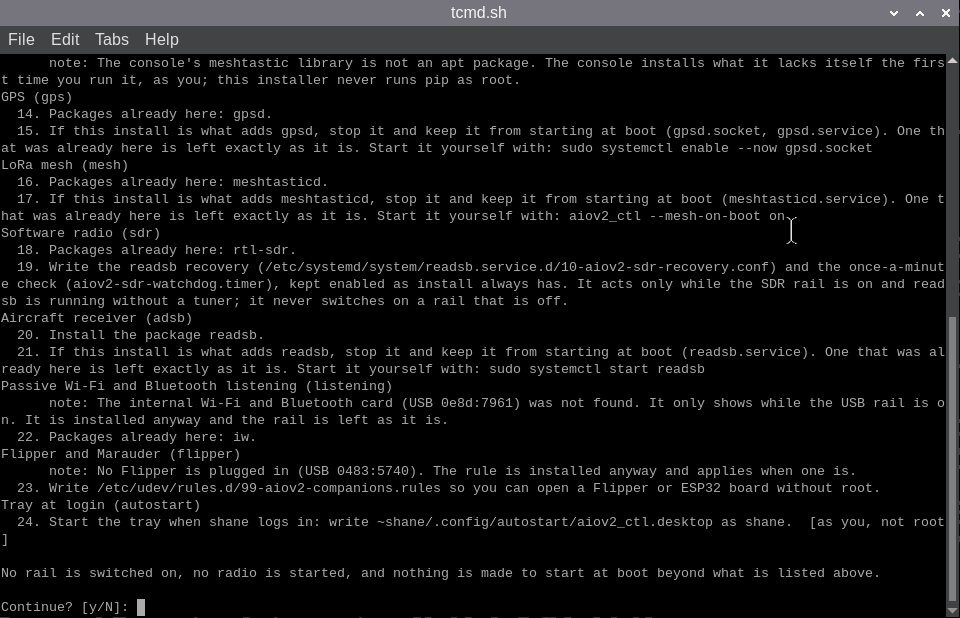 tcmd.sh
File Edit Tabs Help
note: The console's meshtastic library is not an apt package. The console installs what it lacks itself the firs
t time you run it, as you; this installer never runs pip as root.
GPS (gps)
14. Packages already here: gpsd.
15. If this install is what adds gpsd, stop it and keep it from starting at boot (gpsd.socket, gpsd.service). One th
at was already here is left exactly as it is. Start it yourself with: sudo systemctl enable --now gpsd.socket
LoRa mesh (mesh)
16. Packages already here: meshtasticd.
17. If this install is what adds meshtasticd, stop it and keep it from starting at boot (meshtasticd.service). One t
hat was already here is left exactly as it is. Start it yourself with: aiov2_ctl --mesh-on-boot on
Software radio (sdr)
18. Packages already here: rtl-sdr.
19. Write the readsb recovery (/etc/systemd/system/readsb.service.d/10-aiov2-sdr-recovery.conf) and the once-a-minut
e check (aiov2-sdr-watchdog.timer), kept enabled as install always has. It acts only while the SDR rail is on and read
sb is running without a tuner; it never switches on a rail that is off.
Aircraft receiver (adsb)
20. Install the package readsb.
21. If this install is what adds readsb, stop it and keep it from starting at boot (readsb.service). One that was al
ready here is left exactly as it is. Start it yourself with: sudo systemctl start readsb
Passive Wi-Fi and Bluetooth listening (listening)
note: The internal Wi-Fi and Bluetooth card (USB 0e8d:7961) was not found. It only shows while the USB rail is o
n. It is installed anyway and the rail is left as it is.
22. Packages already here: iw.
Flipper and Marauder (flipper)
note: No Flipper is plugged in (USB 0483:5740). The rule is installed anyway and applies when one is.
23. Write /etc/udev/rules.d/99-aiov2-companions.rules so you can open a Flipper or ESP32 board without root.
Tray at login (autostart)
24. Start the tray when shane logs in: write ~shane/.config/autostart/aiov2_ctl.desktop as shane.  [as you, not root
]
No rail is switched on, no radio is started, and nothing is made to start at boot beyond what is listed above.
Continue? [y/N]: